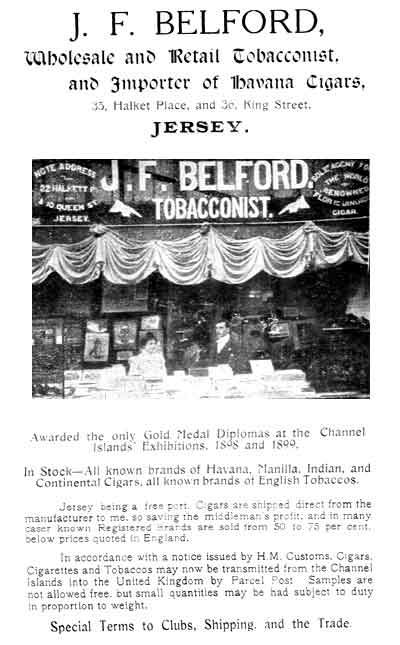 J. F. BELFORD,
Wholesale and Retail Tobacconist,
and Importer of Havana Cigars,
35, Halket Place, and 36, King Street,
JERSEY.
NOTE ADDRESS
22 HALKETT P
& 10 QUEEN ST
JERSEY.
J. F. BELFORD.
TOBACCONIST.
SOLE AGENT FO
THE WORLD
RENOWNED
FLOR
CIGAR.
Awarded the only Gold Medal Diplomas at the Channel
Islands' Exhibitions, 1898 and 1899.
In Stock—All known brands of Havana, Manilla, Indian, and
Continental Cigars, all known brands of English Tobaccos.
Jersey being a free port, Cigars are shipped direct from the
manufacturer to me, so saving the middleman's profit; and in many
caser known Registered Brands are sold from 50 to 75 per cent.
below prices quoted in England.
In accordance with a notice issued by H.M. Customs, Cigars,
Cigarettes and Tobaccos may now be transmitted from the Channel
Islands into the United Kingdom by Parcel Post. Samples are
not allowed free, but small quantities may be had subject to duty
in proportion to weight.
Special Terms to Clubs, Shipping, and the Trade.